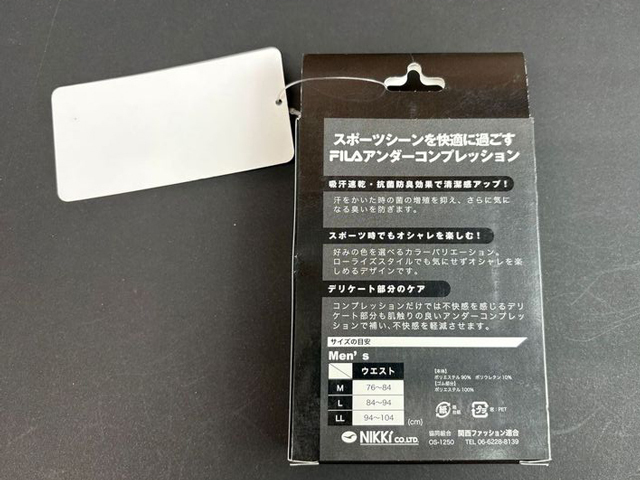 スポーツシーンを快適に過ごす
FILAアンダーコンプレッション
吸汗速乾・抗菌防臭効果で清潔感アップ!
汗をかいた時の菌の増殖を抑え、さらに気に
なる臭いを防ぎます。
スポーツ時でもオシャレを楽しむ!
好みの色を選べるカラーバリエーション。
ローライズスタイルでも気にせずオシャレを楽
しめるデザインです。
デリケート部分のケア
コンプレッションだけでは不快感を感じるデリ
ケート部分も肌触りの良いアンダーコンプレッ
ションで補い、不快感を軽減させます。
サイズの目安
Men's
ウエスト
M 76〜84
L 84〜94
LL 94〜104 (cm)
【本体】
ポリエステル 90% ポリウレタン 10%
【ゴム部分】
ポリエステル 100%
紙
プラ
:PET
NIKKI CO.LTD.
協同組合 関西ファッション連合
OS-1250 TEL 06-6228-8139